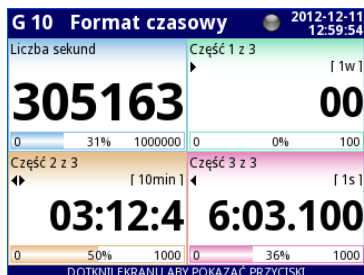 G 10 Format czasowy 2012-12-11
12:59:54
Liczba sekund
305163
0 31% 1000000
Część 1 z 3
[ 1w ]
00
0 0% 100
Część 2 z 3
[ 10min ]
03:12:4
0 50% 1000
Część 3 z 3
[ 1s ]
6:03.100
0 36% 1000
DOTKNIJ EKRANU ABY POKAZAĆ PRZYCISKI